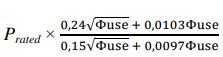 P_rated × (0,24√Φuse + 0,0103Φuse) / (0,15√Φuse + 0,0097Φuse)